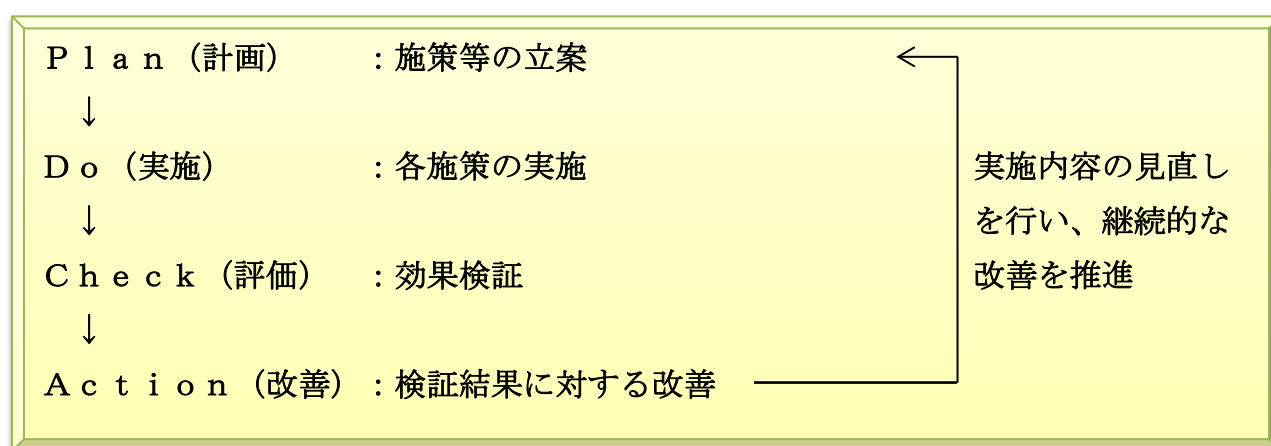 Ｐｌａｎ（計画）　　：施策等の立案
↓
Ｄｏ（実施）　　　　：各施策の実施
↓
Ｃｈｅｃｋ（評価）　：効果検証
↓
Ａｃｔｉｏｎ（改善）：検証結果に対する改善
実施内容の見直し
を行い、継続的な
改善を推進